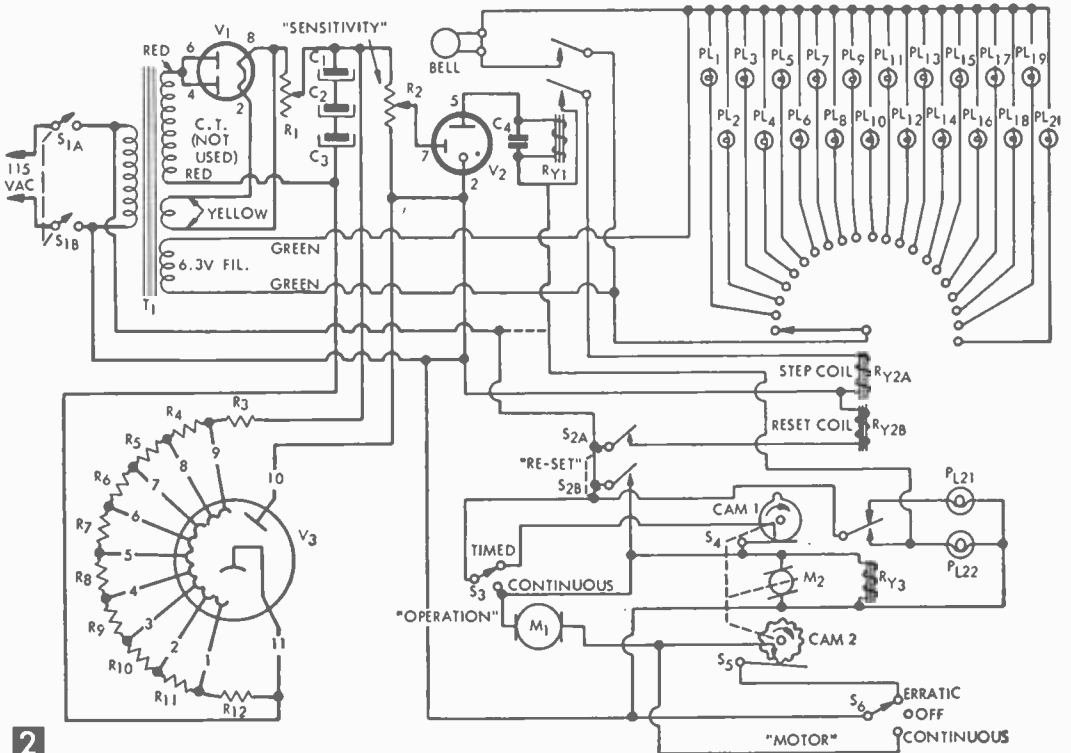 V1
"SENSITIVITY"
RED
6
8
4
2
C.T.
(NOT
USED)
RED
R1
C1
C2
C3
R2
5
7
V2
2
C4
RY1
BELL
PL1
PL3
PL5
PL7
PL9
PL11
PL13
PL15
PL17
PL19
PL2
PL4
PL6
PL8
PL10
PL12
PL14
PL16
PL18
PL21
S1A
115
VAC
S1B
YELLOW
GREEN
6.3V FIL.
GREEN
T1
STEP COIL
RY2A
RESET COIL
RY2B
R3
R4
R5
R6
R7
R8
R9
R10
R11
R12
9
8
7
6
5
4
3
2
1
10
11
V3
S2A
"RE-SET"
S2B
CAM 1
S4
PL21
PL22
TIMED
S3
CONTINUOUS
"OPERATION"
M1
M2
RY3
CAM 2
S5
S6
ERRATIC
OFF
CONTINUOUS
"MOTOR"
2